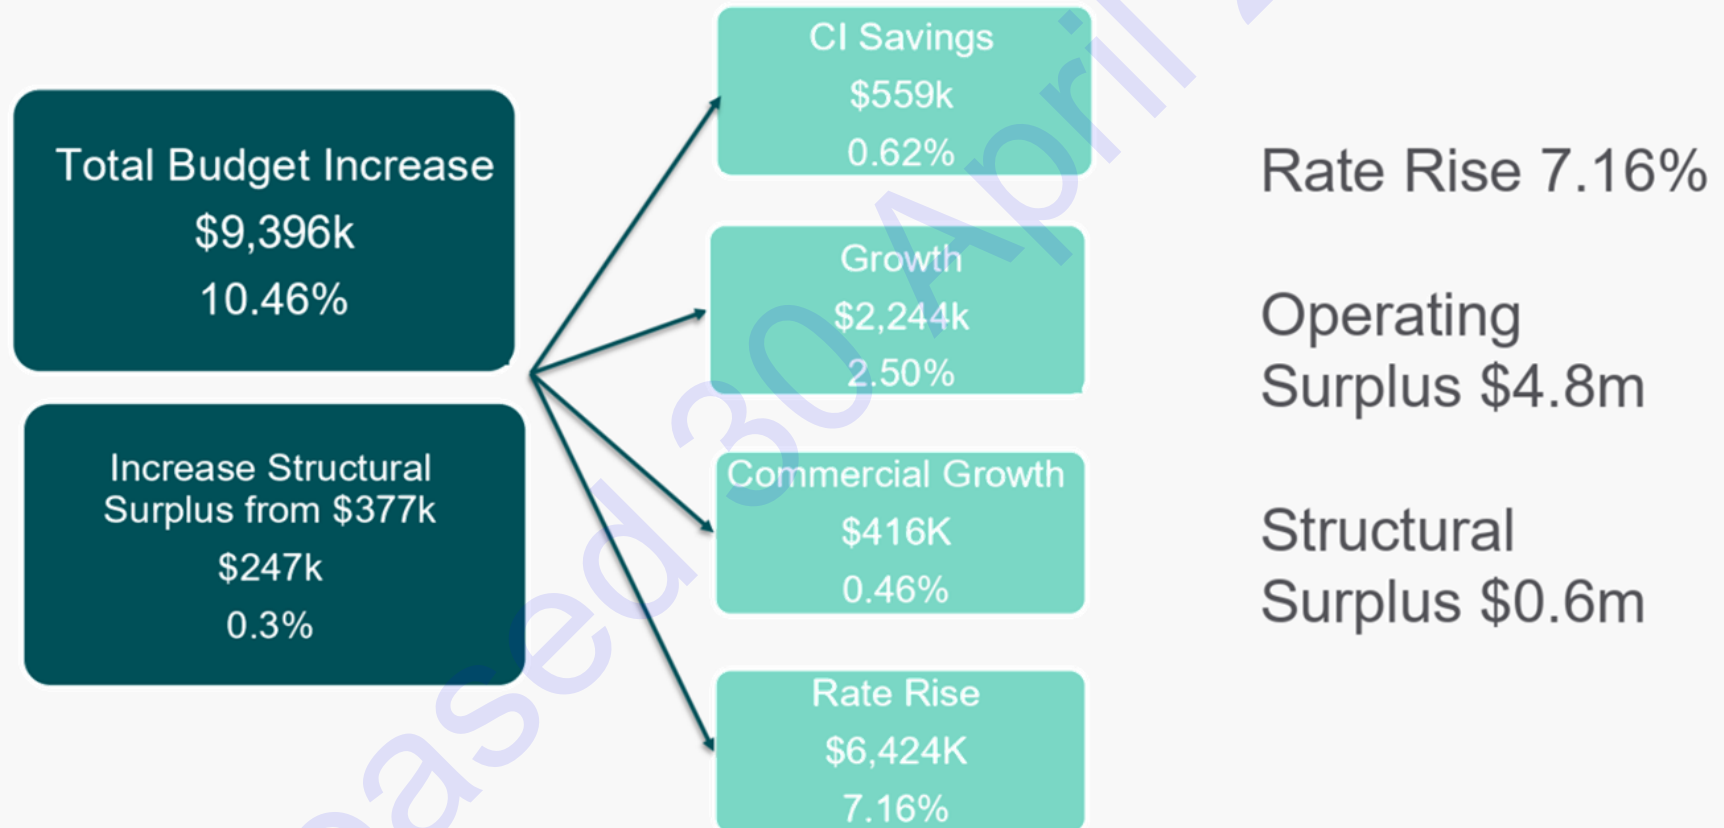 Total Budget Increase
$9,396k
10.46%
Increase Structural
Surplus from $377k
$247k
0.3%
CI Savings
$559k
0.62%
Growth
$2,244k
2.50%
Commercial Growth
$416K
0.46%
Rate Rise
$6,424K
7.16%
Rate Rise 7.16%
Operating
Surplus $4.8m
Structural
Surplus $0.6m
30 April